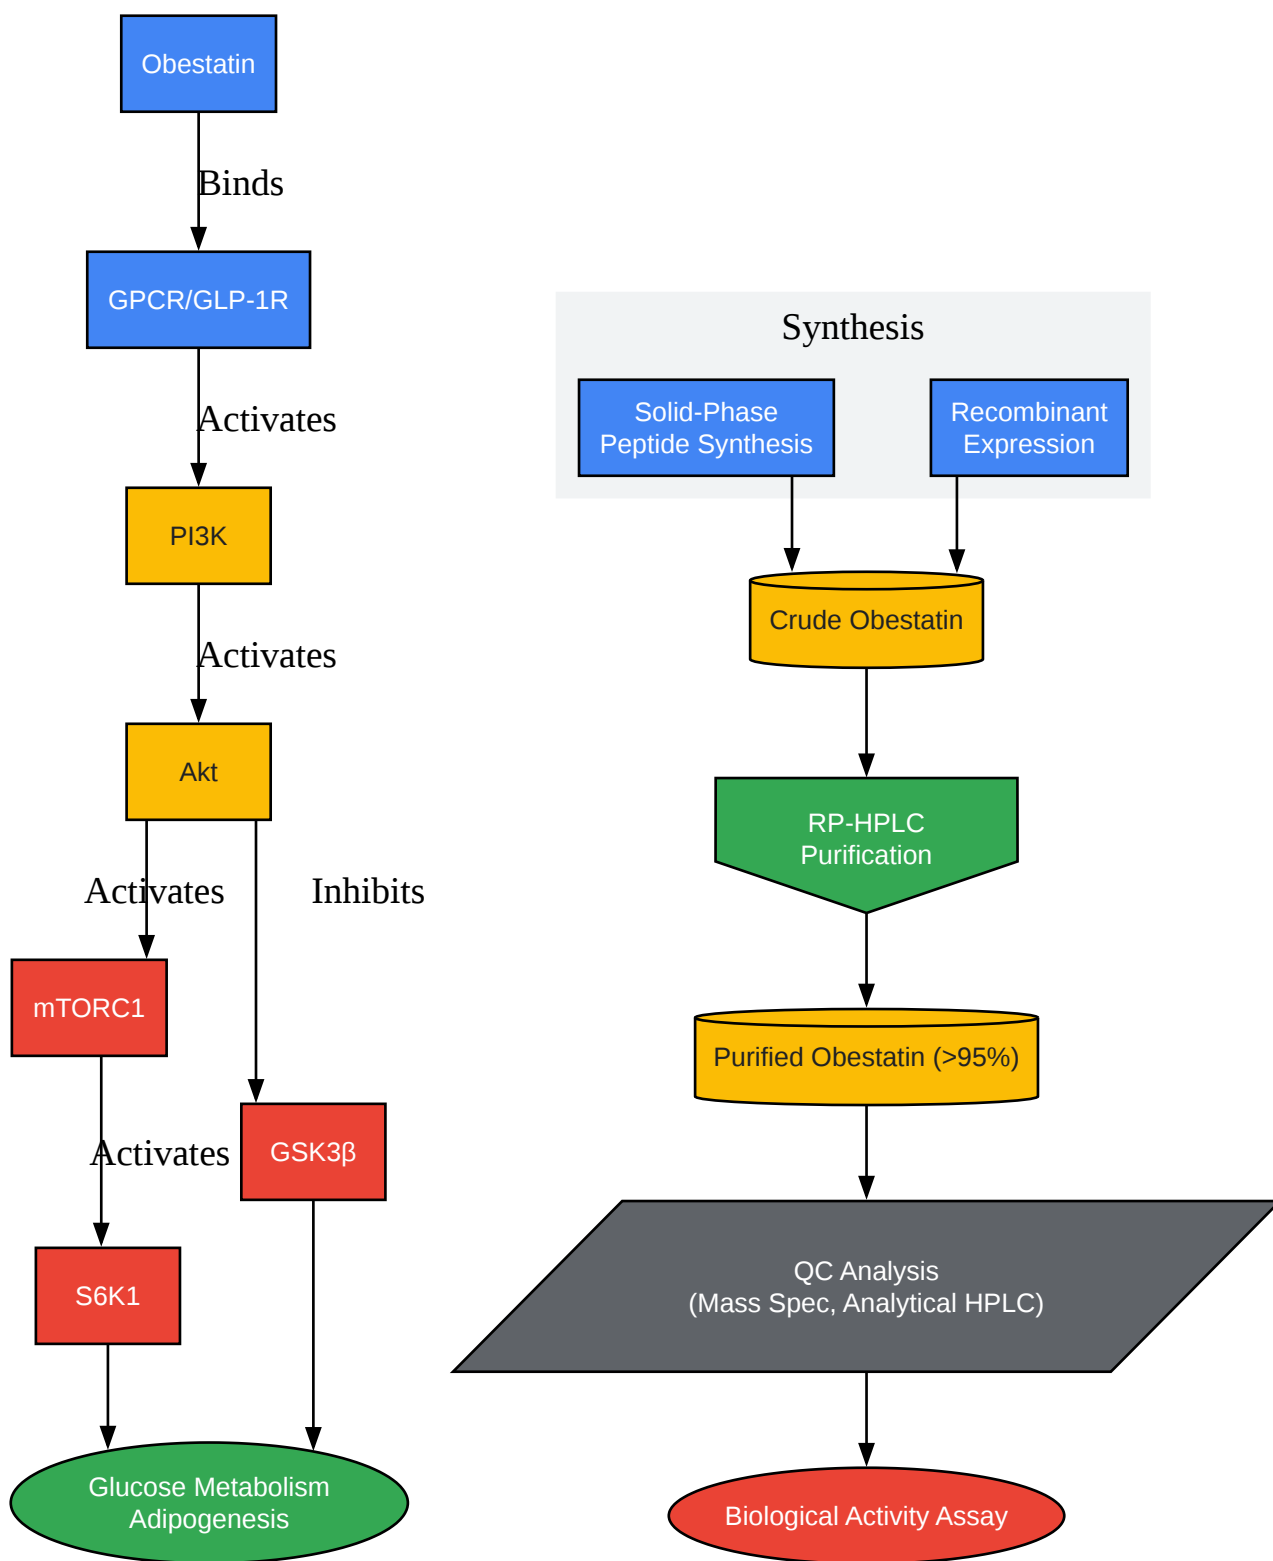 Obestatin
Binds
GPCR/GLP-1R
Activates
PI3K
Activates
Akt
Activates
Inhibits
mTORC1
Activates
GSK3β
S6K1
Glucose Metabolism
Adipogenesis
Synthesis
Solid-Phase
Peptide Synthesis
Recombinant
Expression
Crude Obestatin
RP-HPLC
Purification
Purified Obestatin (>95%)
QC Analysis
(Mass Spec, Analytical HPLC)
Biological Activity Assay